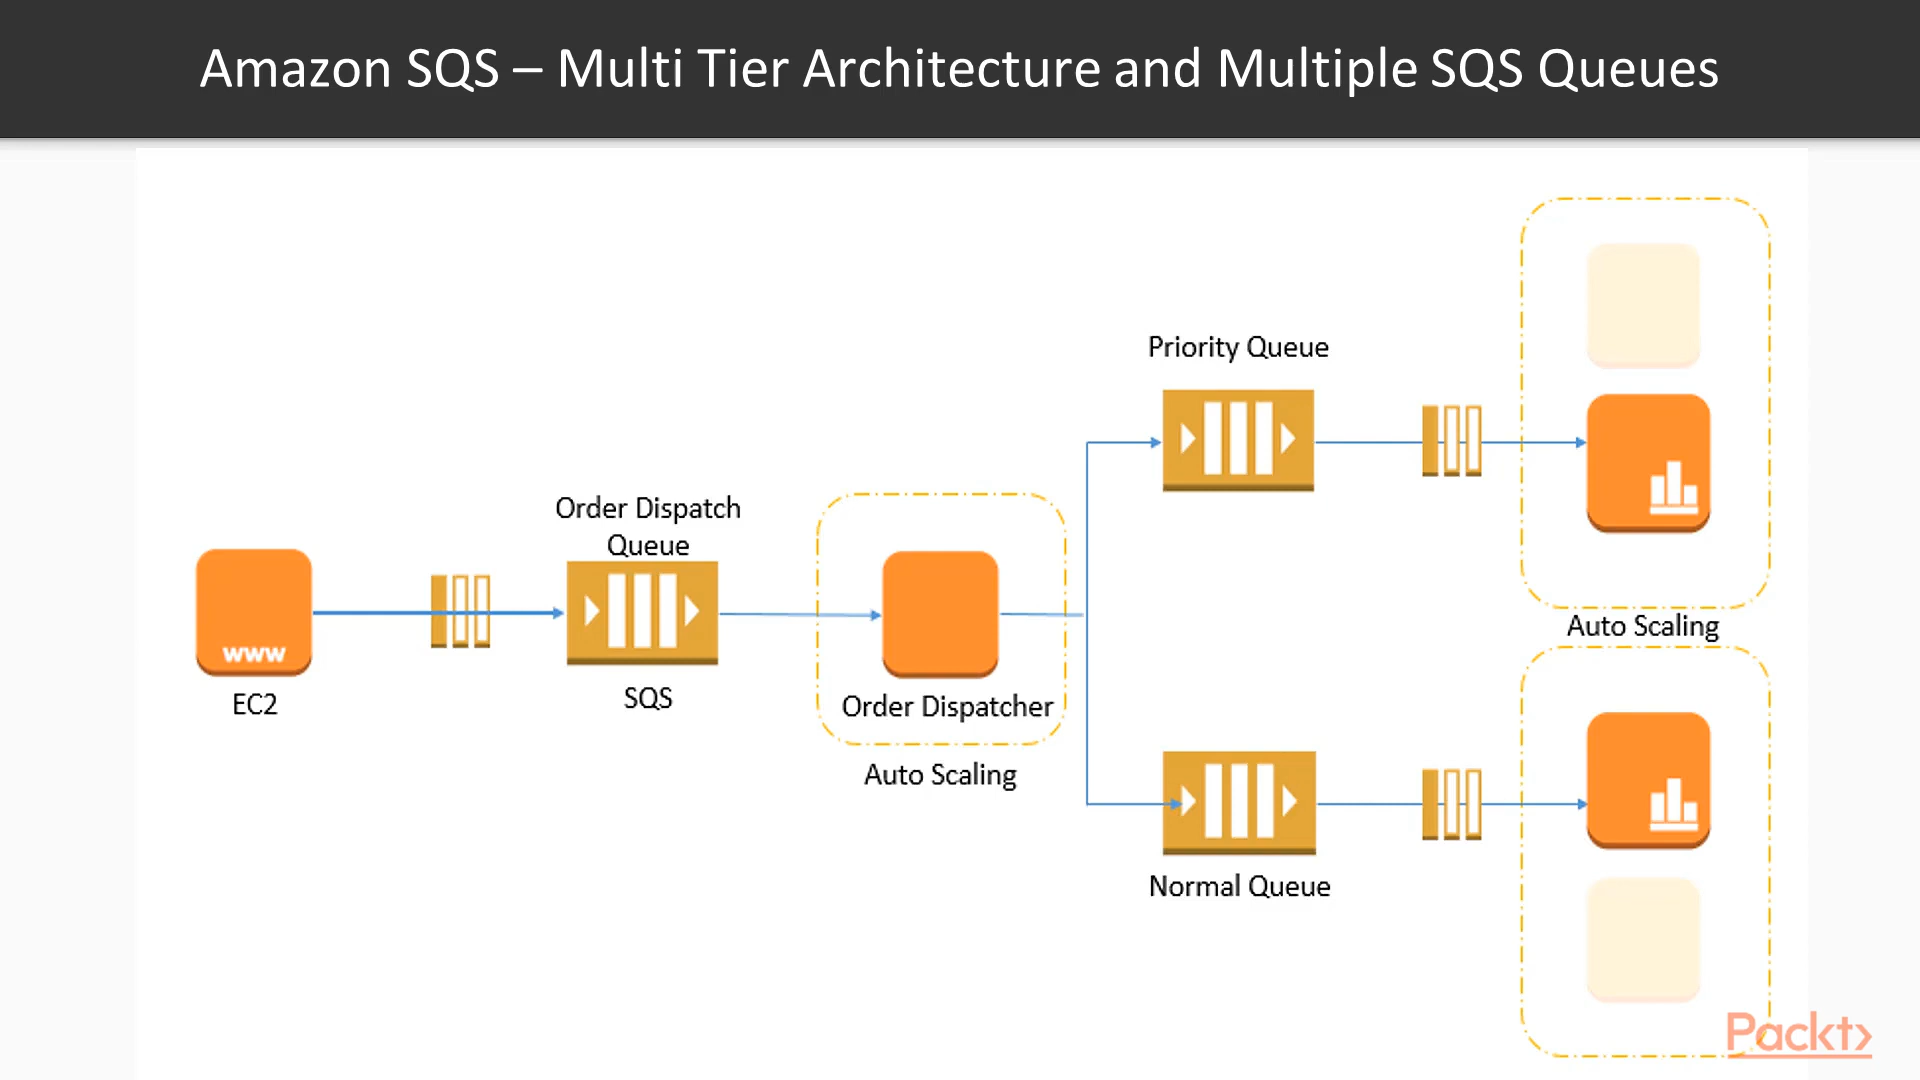 Amazon SQS – Multi Tier Architecture and Multiple SQS Queues
Priority Queue
Order Dispatch
Queue
www
EC2
SQS
Order Dispatcher
Auto Scaling
Auto Scaling
Normal Queue
Packt>